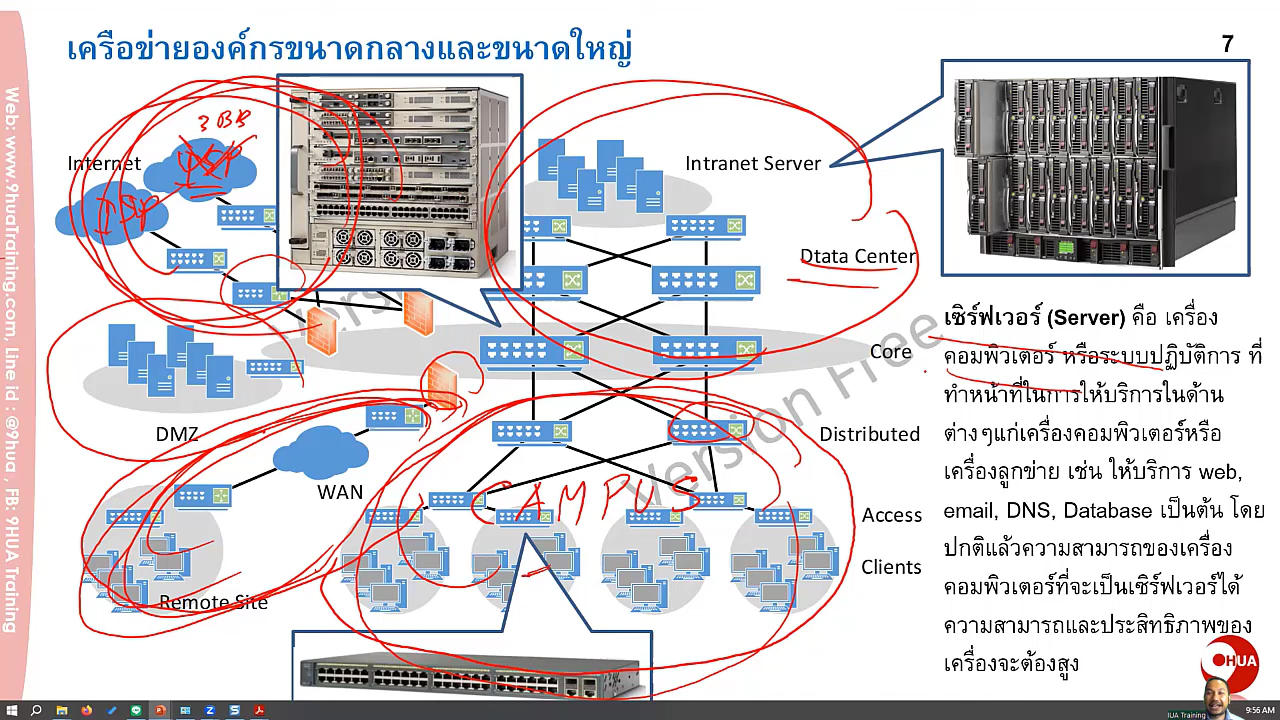 เครือข่ายองค์กรขนาดกลางและขนาดใหญ่
7
Web: www.9huaTraining.com, Line id : @9hua , FB: 9HUA Training
3 BB
Internet
Intranet Server
Dtata Center
Core
DMZ
Distributed
WAN
CAMPUS
Access
Clients
Remote Site
Version Free
เซิร์ฟเวอร์ (Server) คือ เครื่อง
คอมพิวเตอร์ หรือระบบปฏิบัติการ ที่
ทำหน้าที่ในการให้บริการในด้าน
ต่างๆแก่เครื่องคอมพิวเตอร์หรือ
เครื่องลูกข่าย เช่น ให้บริการ web,
email, DNS, Database เป็นต้น โดย
ปกติแล้วความสามารถของเครื่อง
คอมพิวเตอร์ที่จะเป็นเซิร์ฟเวอร์ได้
ความสามารถและประสิทธิภาพของ
เครื่องจะต้องสูง
HUA
IUA Training
9:56 AM